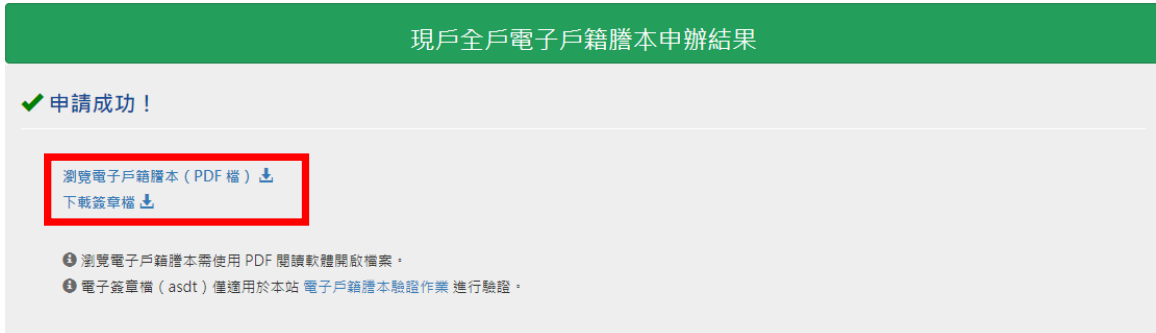 現戶全戶電子戶籍謄本申辦結果
申請成功！
瀏覽電子戶籍謄本（PDF 檔）
下載簽章檔
瀏覽電子戶籍謄本需使用 PDF 閱讀軟體開啟檔案。
電子簽章檔（asdt）僅適用於本站 電子戶籍謄本驗證作業 進行驗證。